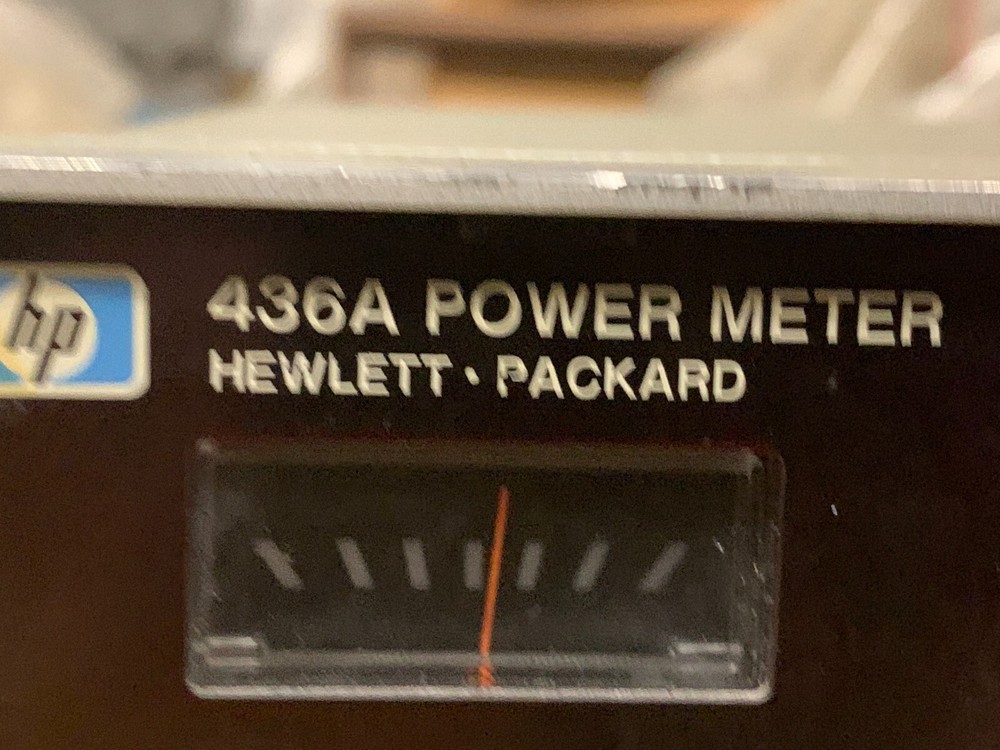 hp
436A POWER METER
HEWLETT · PACKARD